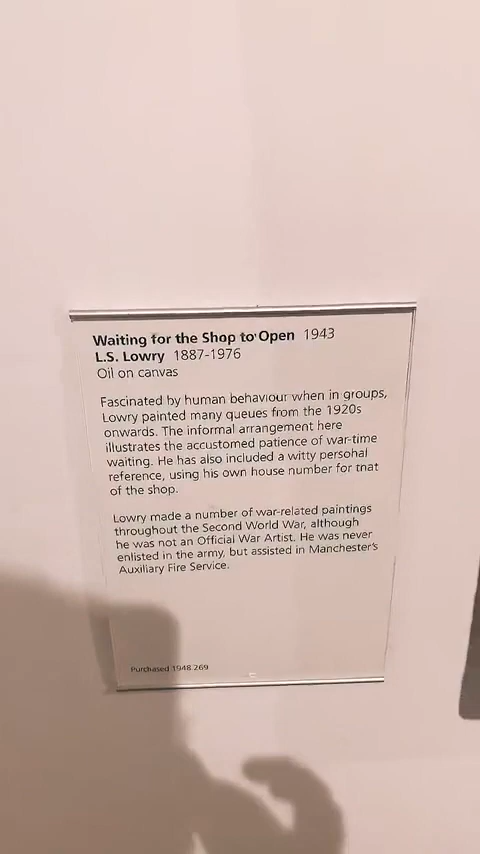 Waiting for the Shop to Open 1943
L.S. Lowry 1887-1976
Oil on canvas
Fascinated by human behaviour when in groups,
Lowry painted many queues from the 1920s
onwards. The informal arrangement here
illustrates the accustomed patience of war-time
waiting. He has also included a witty personal
reference, using his own house number for that
of the shop.
Lowry made a number of war-related paintings
throughout the Second World War, although
he was not an Official War Artist. He was never
enlisted in the army, but assisted in Manchester's
Auxiliary Fire Service.
Purchased 1948.269